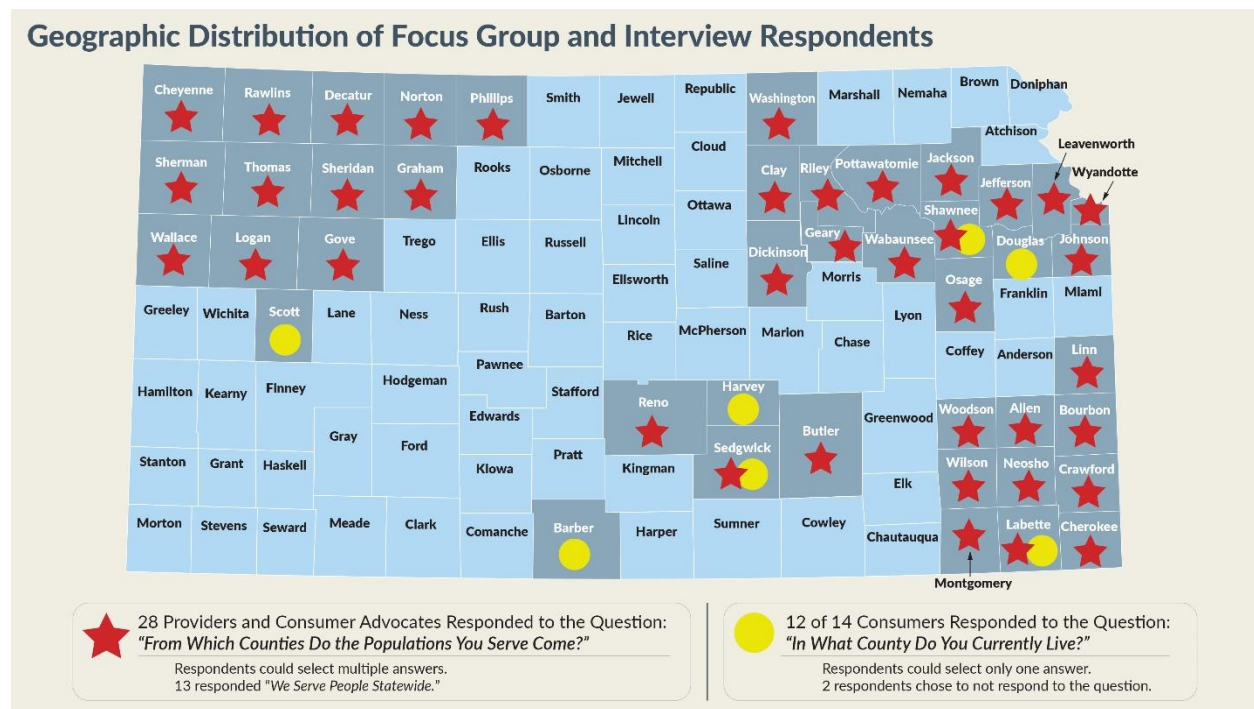 Geographic Distribution of Focus Group and Interview Respondents
Cheyenne Rawlins Decatur Norton Phillips Smith Jewell Republic Washington Marshall Nemaha Brown Doniphan
Atchison
Leavenworth
Wyandotte
Sherman Thomas Sheridan Graham Rooks Osborne Mitchell Cloud Clay Riley Pottawatomie Jackson Jefferson
Ottawa
Lincoln
Shawnee
Wallace Logan Gove Trego Ellis Russell Saline Dickinson Geary Wabaunsee Douglas Johnson
Ellsworth
Morris
Osage
Franklin Miami
Greeley Wichita Scott Lane Ness Rush Barton Rice McPherson Marion Chase Lyon
Coffey Anderson Linn
Pawnee
Hamilton Kearny Finney Hodgeman Stafford Reno Harvey
Edwards
Greenwood Woodson Allen Bourbon
Gray Ford Sedgwick Butler
Stanton Grant Haskell Kiowa Pratt Kingman Elk Wilson Neosho Crawford
Morton Stevens Seward Meade Clark Comanche Barber Harper Sumner Cowley Chautauqua Labette Cherokee
Montgomery
28 Providers and Consumer Advocates Responded to the Question:
"From Which Counties Do the Populations You Serve Come?"
Respondents could select multiple answers.
13 responded "We Serve People Statewide."
12 of 14 Consumers Responded to the Question:
"In What County Do You Currently Live?"
Respondents could select only one answer.
2 respondents chose to not respond to the question.